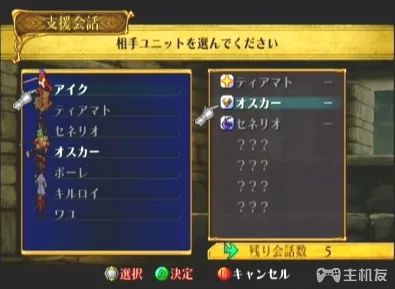 支援会話
相手ユニットを選んでください
アイク
ティアマト
セネリオ
オスカー
ボーレ
キルロイ
ワユ
ティアマト －
オスカー －
セネリオ －
？？？
？？？
？？？
？？？
残り会話数 5
選択 決定 キャンセル
主机友